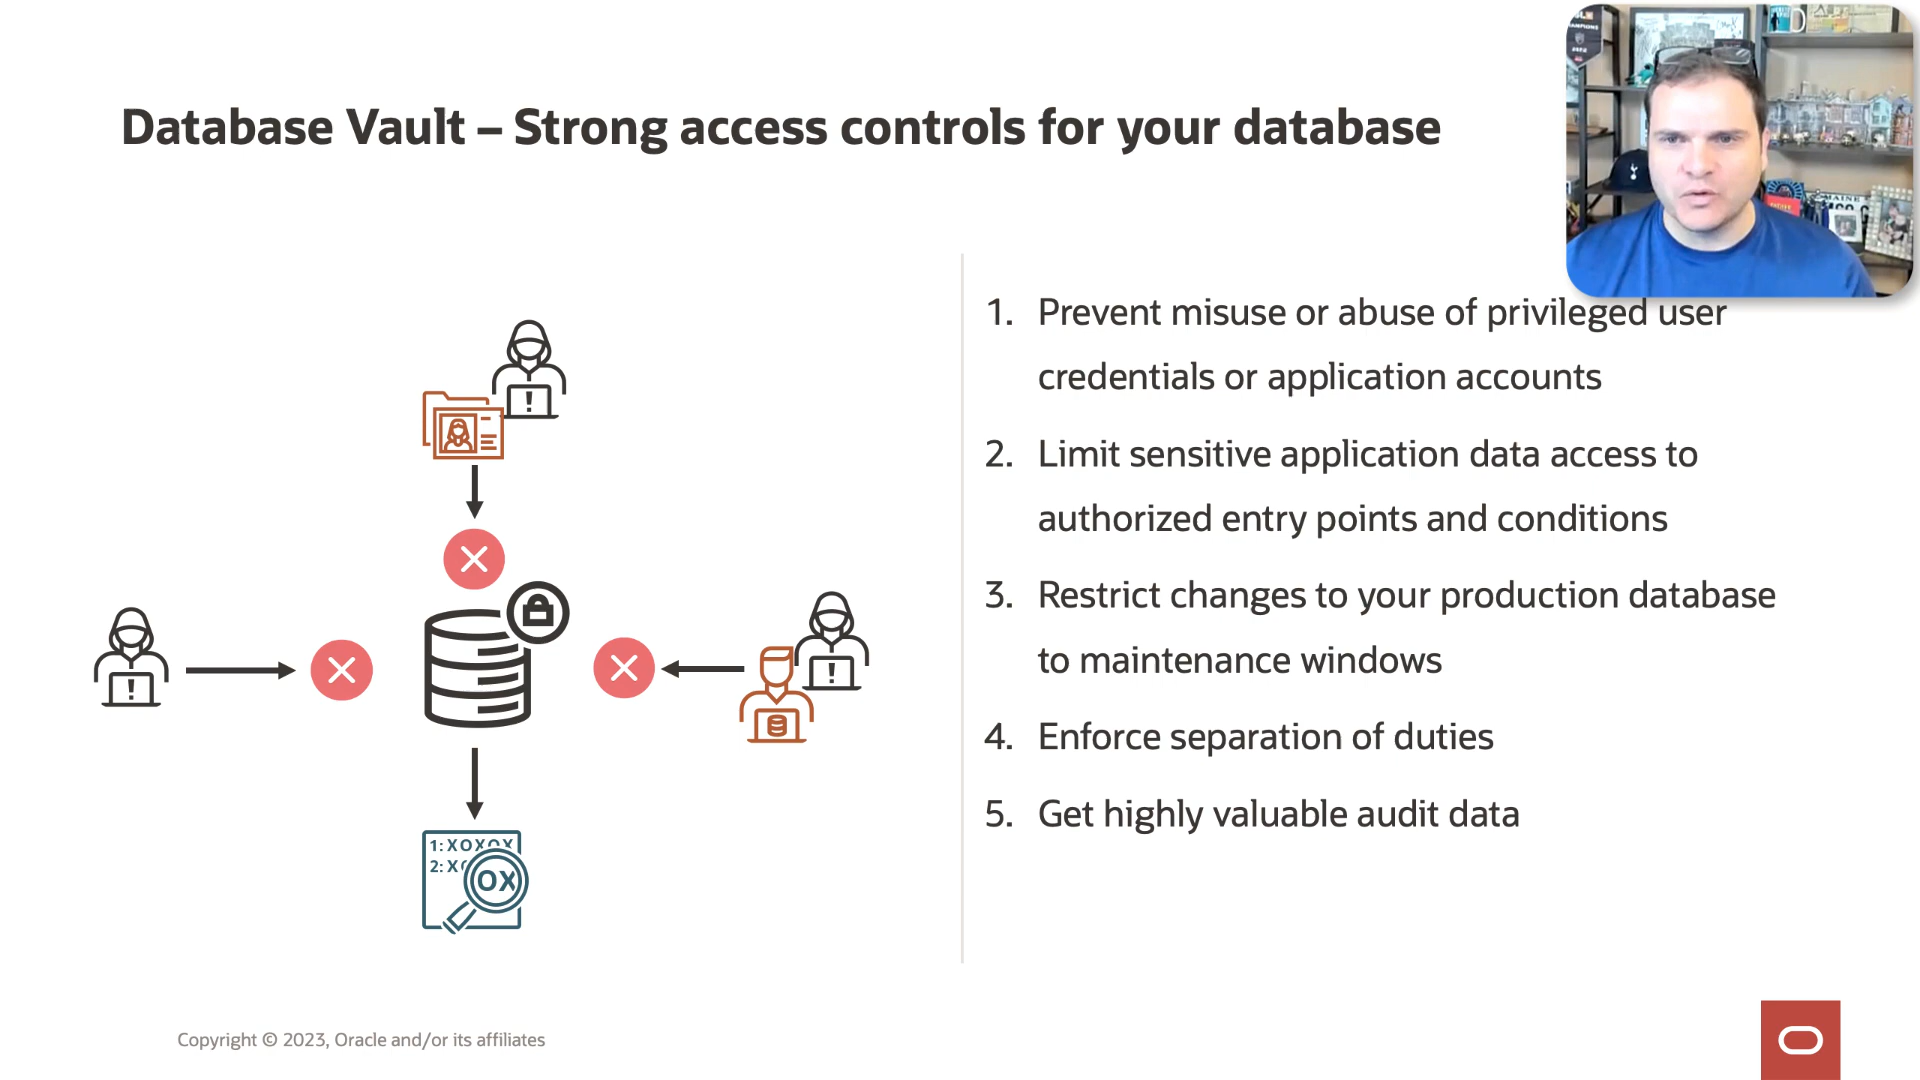 Database Vault – Strong access controls for your database
1. Prevent misuse or abuse of privileged user
credentials or application accounts
2. Limit sensitive application data access to
authorized entry points and conditions
3. Restrict changes to your production database
to maintenance windows
4. Enforce separation of duties
5. Get highly valuable audit data
!
!
!
1: XOXOX
2: X
OX
Copyright © 2023, Oracle and/or its affiliates